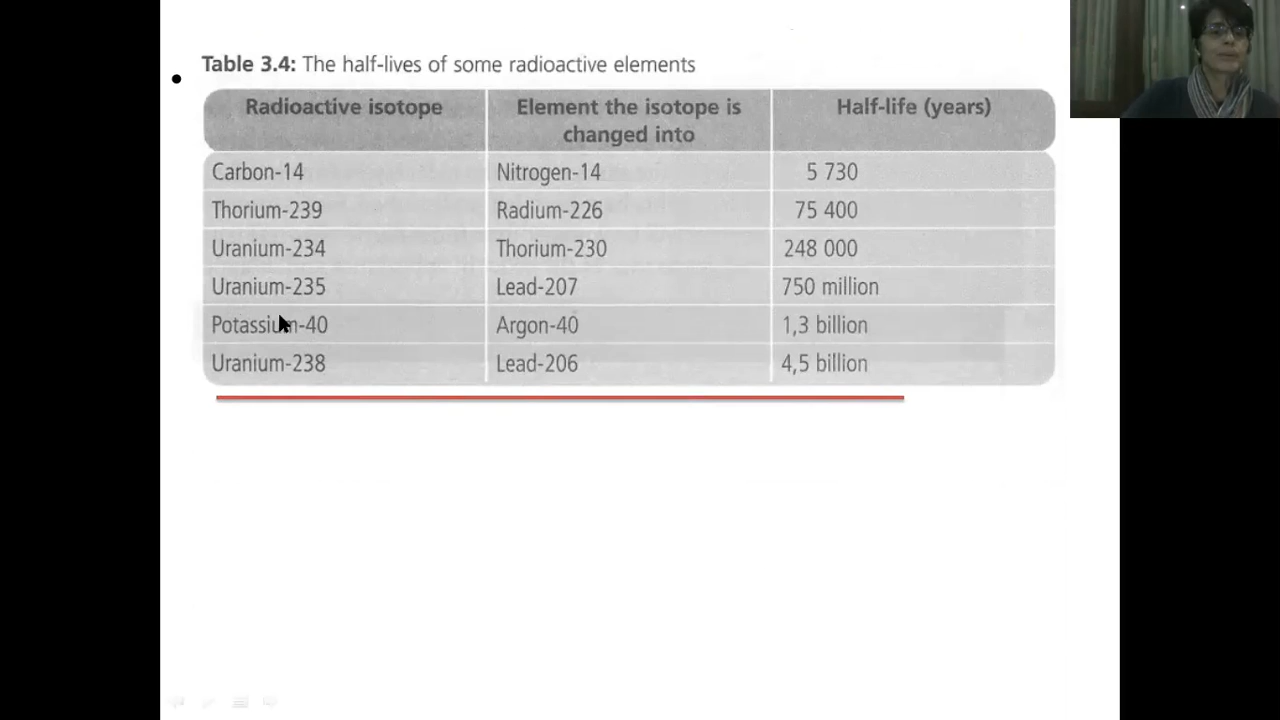 Table 3.4: The half-lives of some radioactive elements
Radioactive isotope
Element the isotope is
changed into
Half-life (years)
Carbon-14 Nitrogen-14 5 730
Thorium-239 Radium-226 75 400
Uranium-234 Thorium-230 248 000
Uranium-235 Lead-207 750 million
Potassium-40 Argon-40 1,3 billion
Uranium-238 Lead-206 4,5 billion